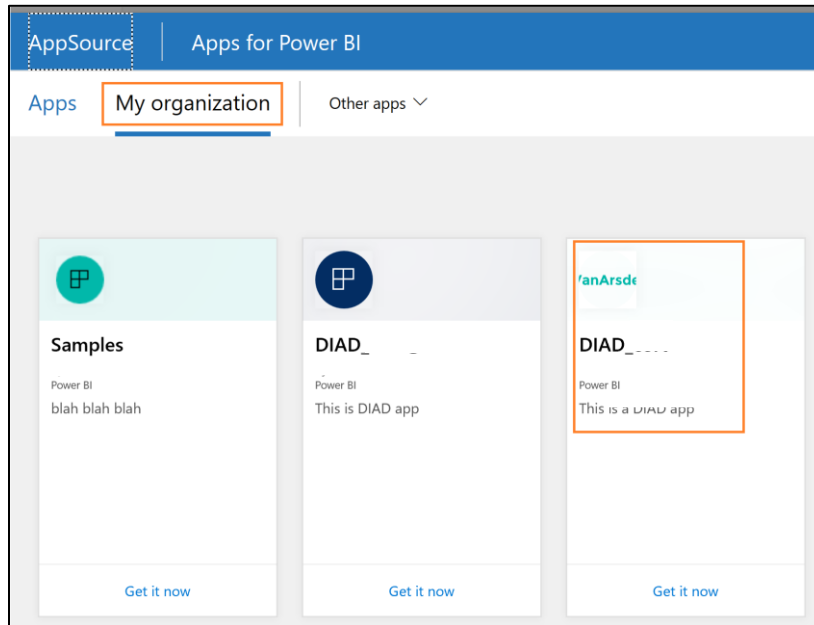 AppSource
Apps for Power BI
Apps
My organization
Other apps
Samples
Power BI
blah blah blah
Get it now
DIAD_
Power BI
This is DIAD app
Get it now
VanArsde
DIAD_
Power BI
This is a DIAD app
Get it now